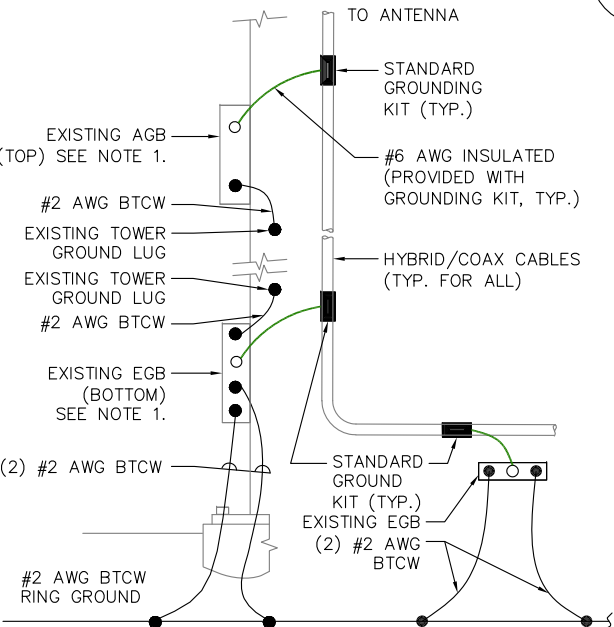 TO ANTENNA
STANDARD
GROUNDING
KIT (TYP.)
EXISTING AGB
(TOP) SEE NOTE 1.
#6 AWG INSULATED
(PROVIDED WITH
GROUNDING KIT, TYP.)
#2 AWG BTCW
EXISTING TOWER
GROUND LUG
HYBRID/COAX CABLES
(TYP. FOR ALL)
EXISTING TOWER
GROUND LUG
#2 AWG BTCW
EXISTING EGB
(BOTTOM)
SEE NOTE 1.
(2) #2 AWG BTCW
STANDARD
GROUND
KIT (TYP.)
EXISTING EGB
(2) #2 AWG
BTCW
#2 AWG BTCW
RING GROUND